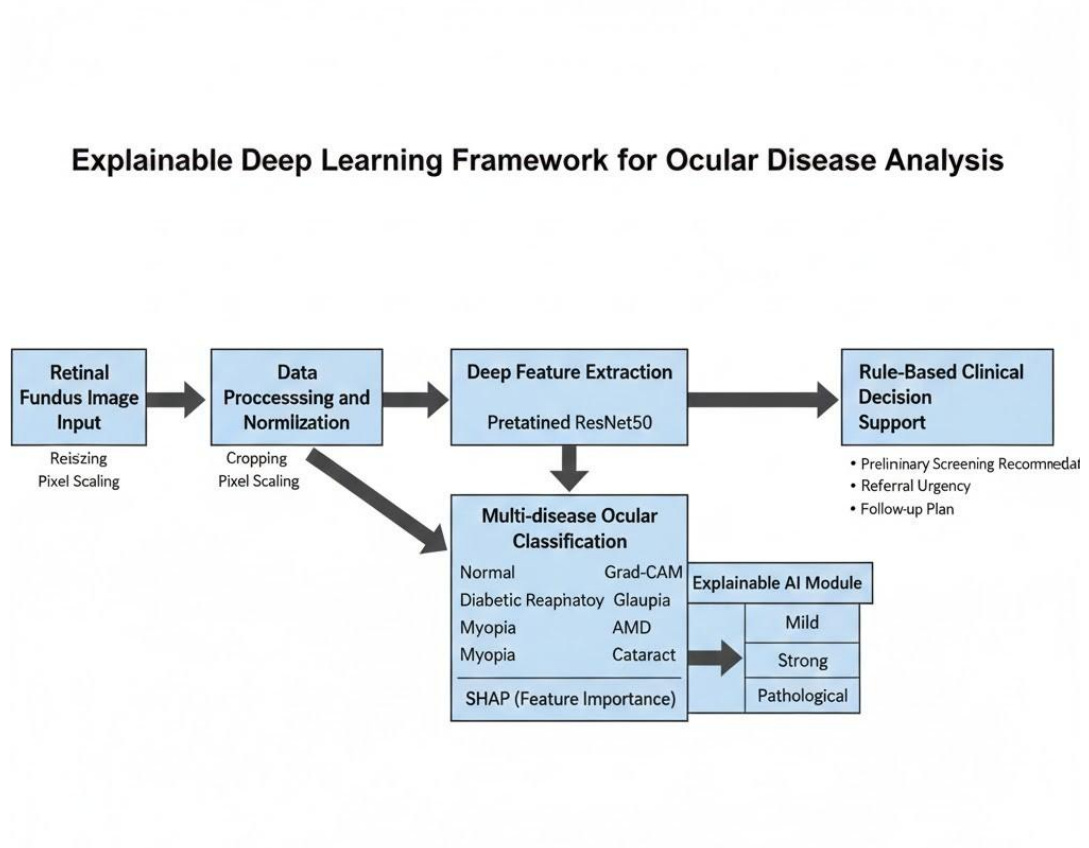 Explainable Deep Learning Framework for Ocular Disease Analysis
Retinal
Fundus Image
Input
Reiszing
Pixel Scaling
Data
Proccesssing and
Normlization
Cropping
Pixel Scaling
Deep Feature Extraction
Pretatined ResNet50
Rule-Based Clinical
Decision
Support
• Prelininary Screening Recomnedat
• Referral Urgency
• Follow-up Plan
Multi-disease Ocular
Classification
Normal Grad-CAM
Diabetic Reaphatoy Glaupia
Myopia AMD
Myopia Cataract
SHAP (Feature Importance)
Explainable AI Module
Mild
Strong
Pathological